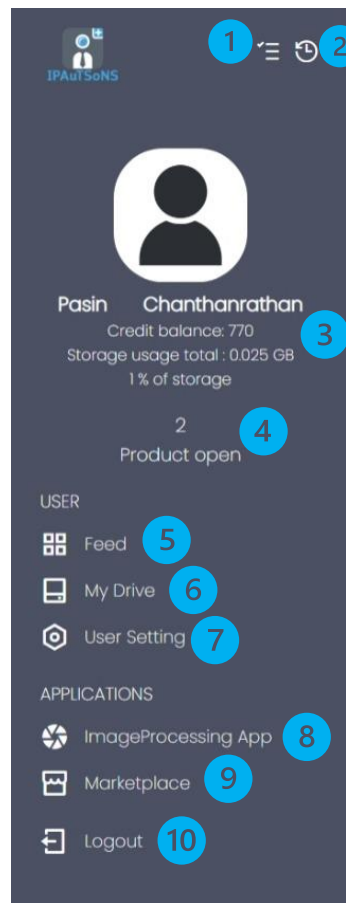 1
2
IPAuTSoNS
Pasin Chanthanrathan
Credit balance: 770
3
Storage usage total : 0.025 GB
1 % of storage
2
4
Product open
USER
Feed 5
My Drive 6
User Setting 7
APPLICATIONS
ImageProcessing App 8
Marketplace 9
Logout 10